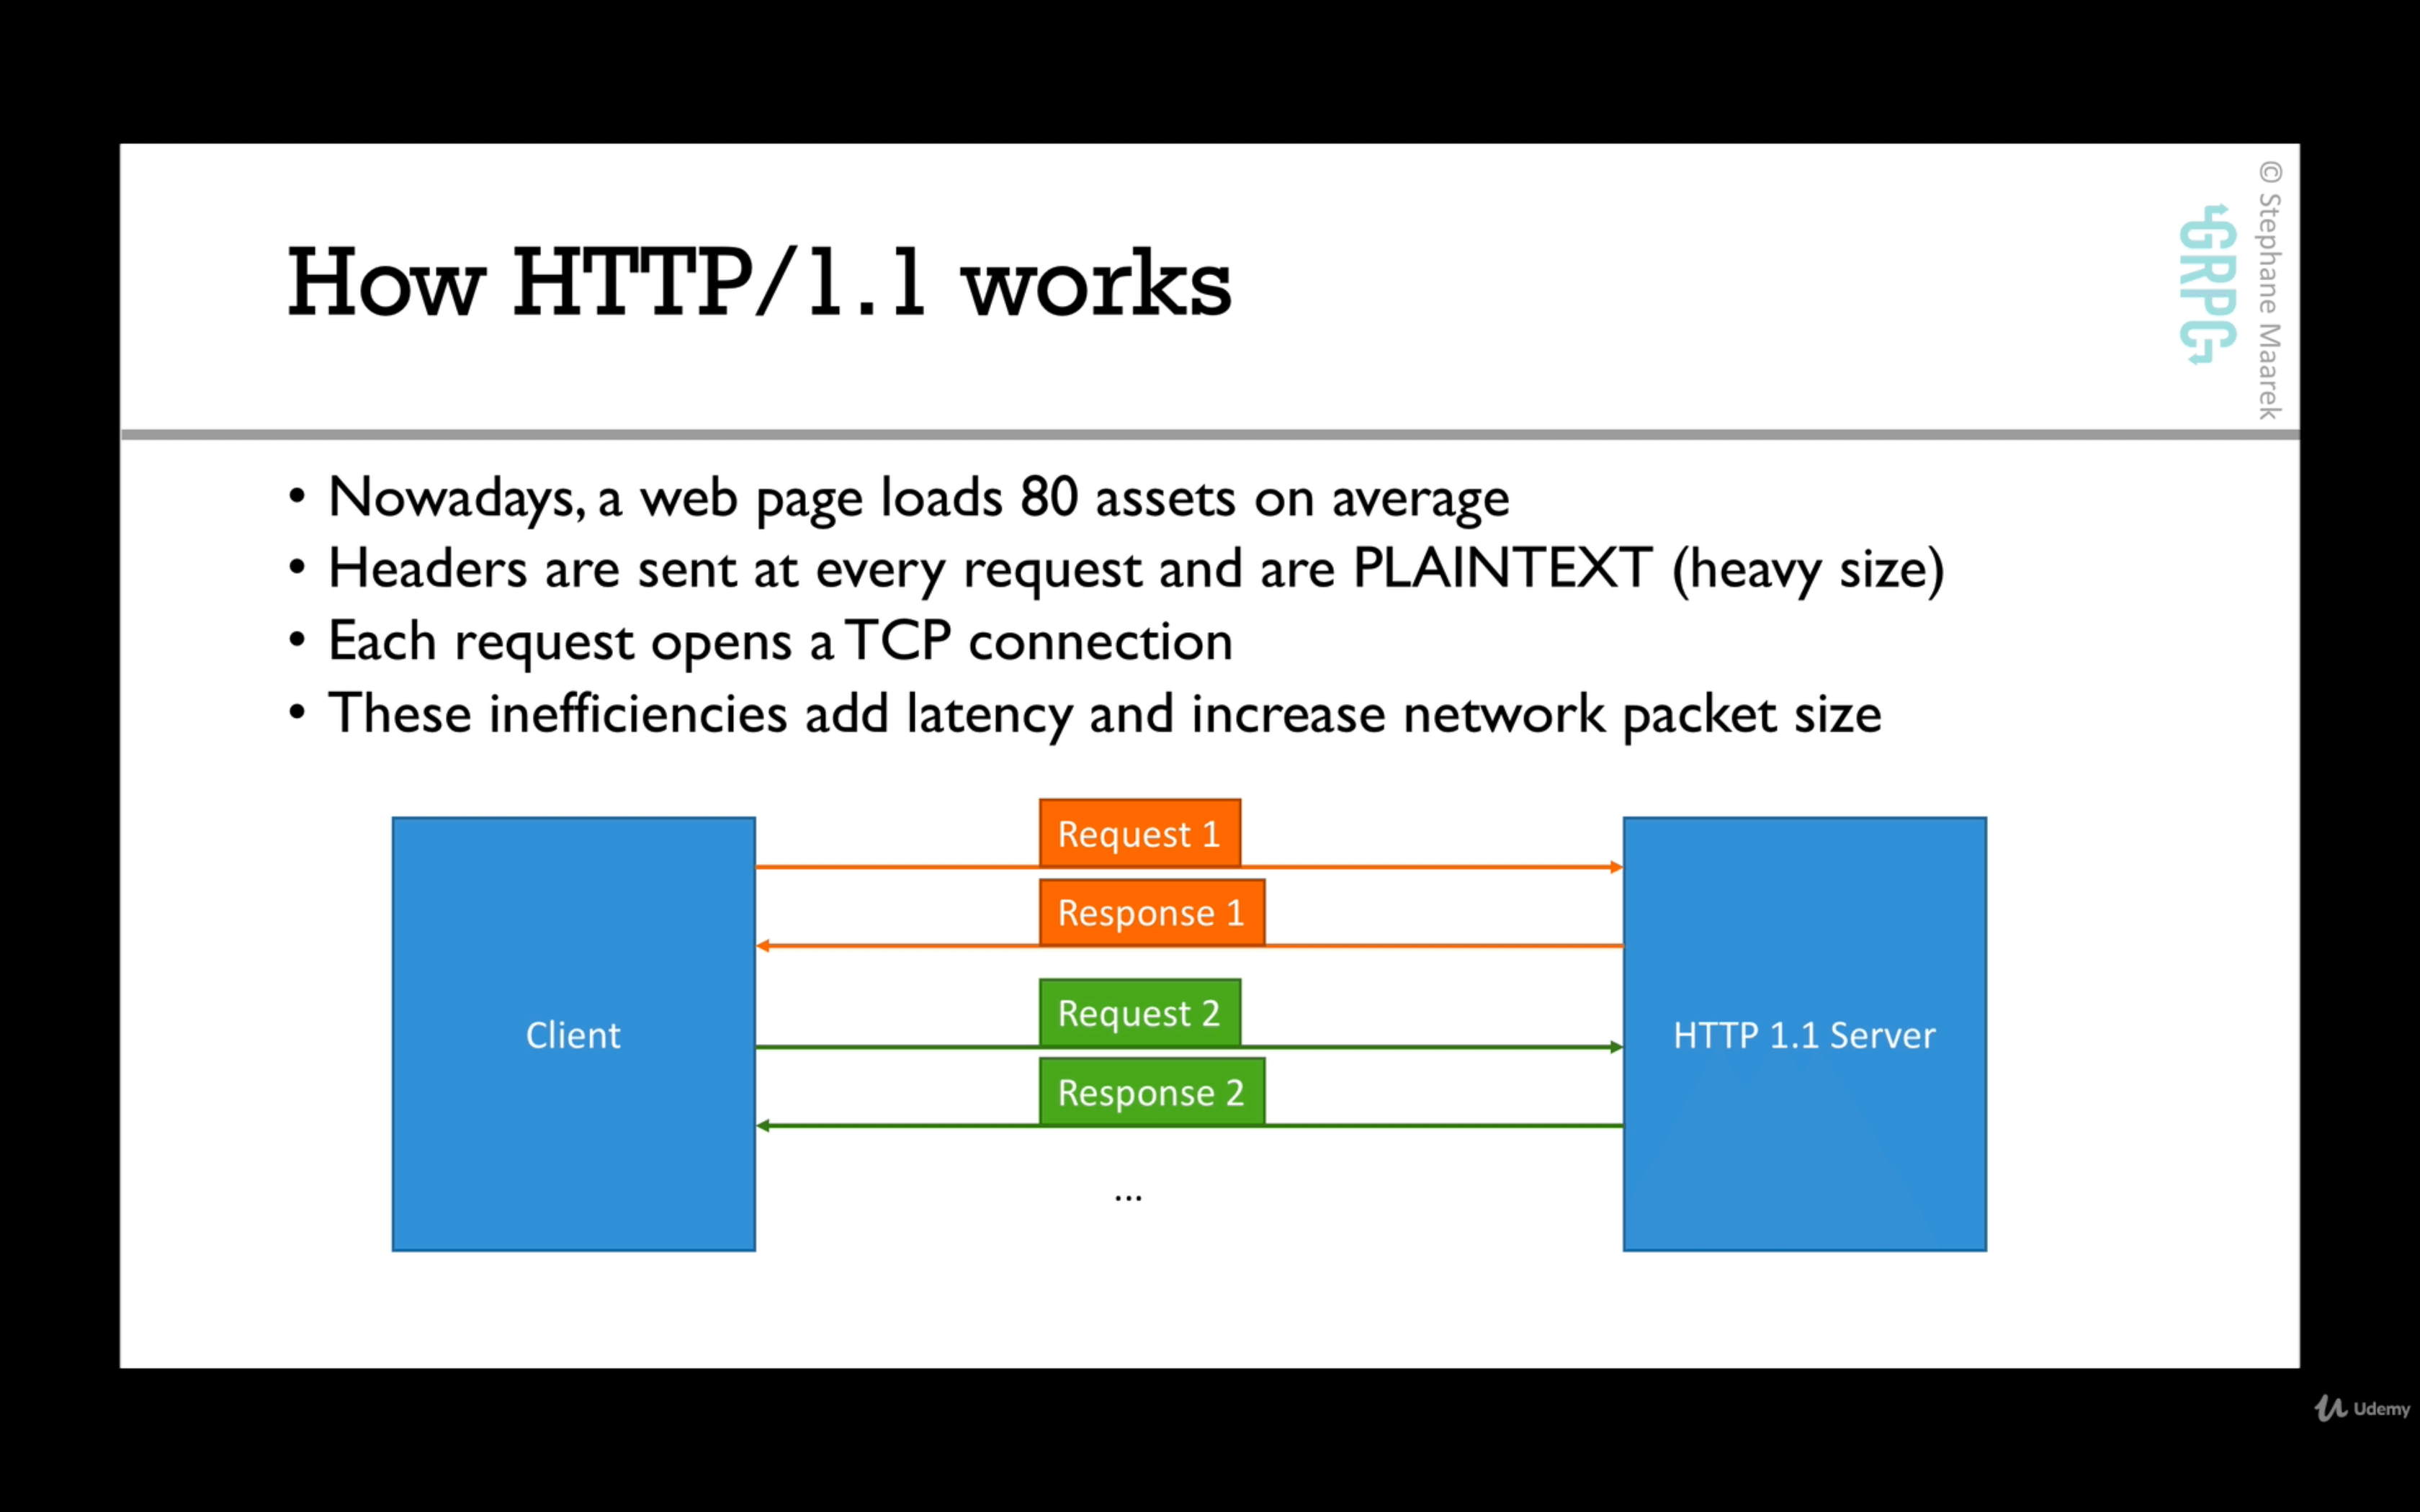 How HTTP/1.1 works
GRPC
© Stephane Maarek
• Nowadays, a web page loads 80 assets on average
• Headers are sent at every request and are PLAINTEXT (heavy size)
• Each request opens a TCP connection
• These inefficiencies add latency and increase network packet size
Request 1
Response 1
Client
Request 2
HTTP 1.1 Server
Response 2
...
Udemy